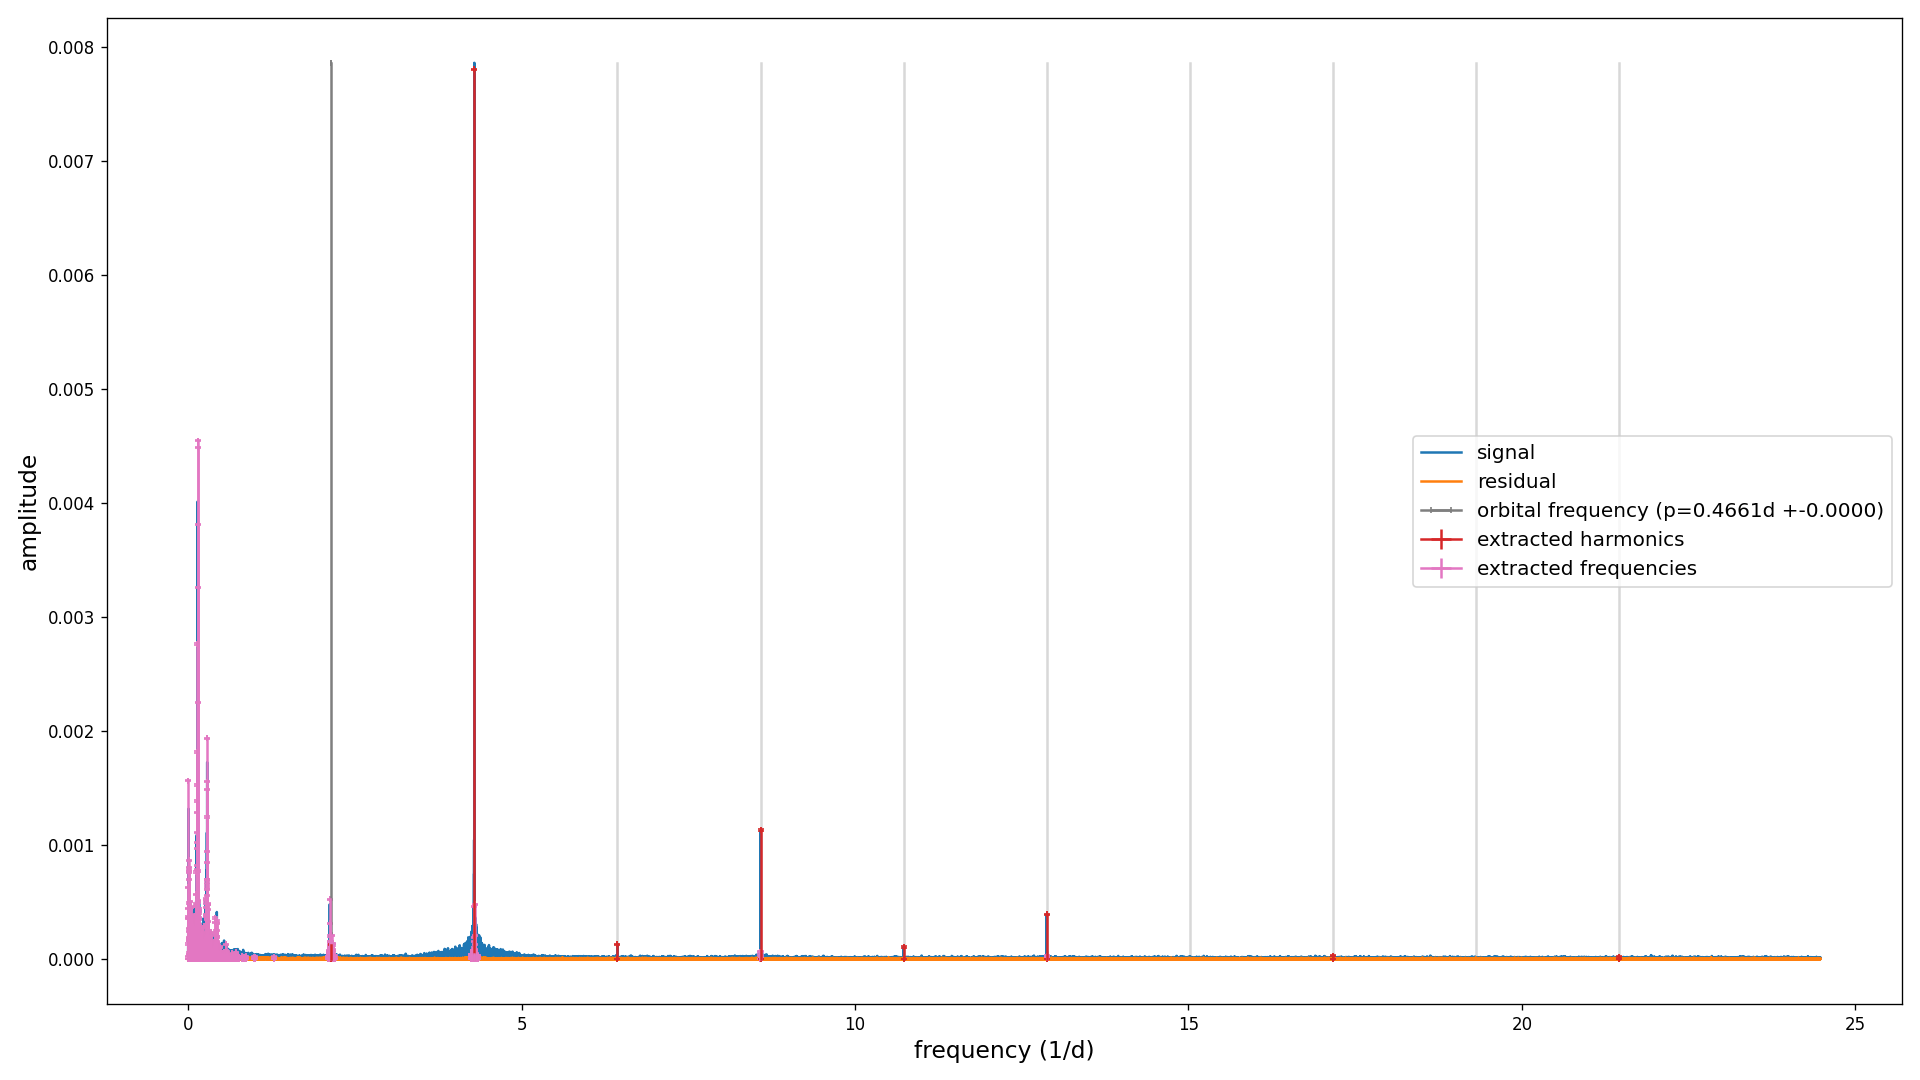 0.008
0.007
0.006
0.005
0.004
0.003
0.002
0.001
0.000
amplitude
signal
residual
orbital frequency (p=0.4661d +-0.0000)
extracted harmonics
extracted frequencies
0 5 10 15 20 25
frequency (1/d)